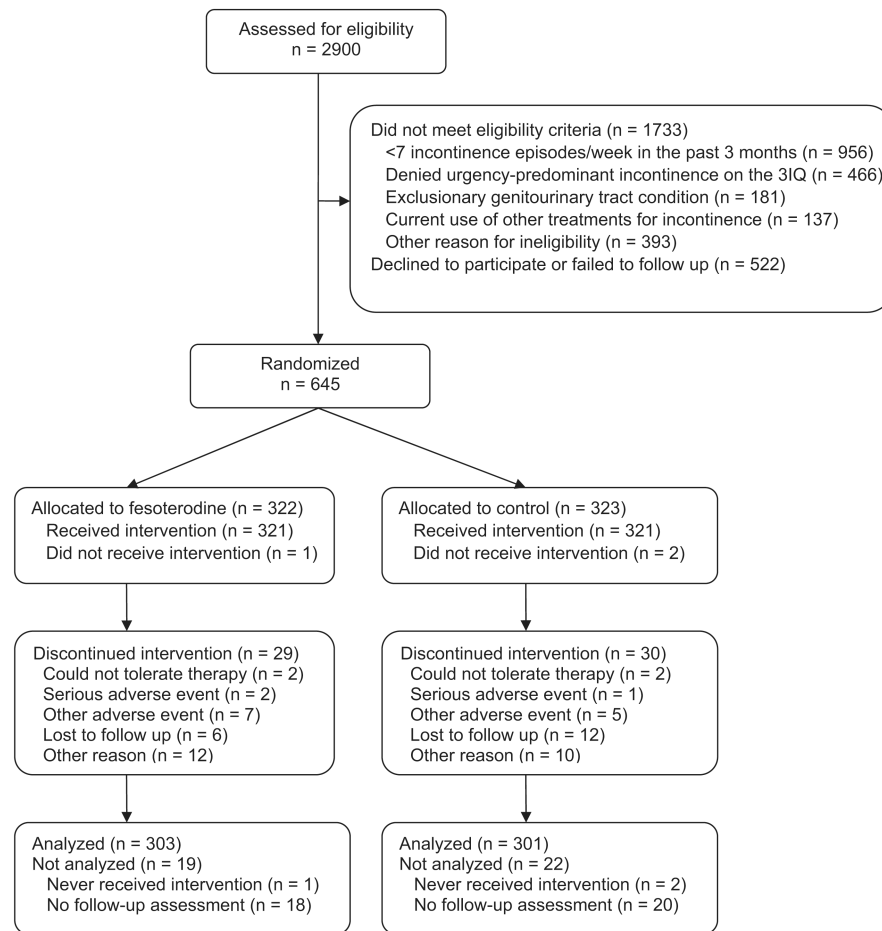 Assessed for eligibility
n = 2900
Did not meet eligibility criteria (n = 1733)
<7 incontinence episodes/week in the past 3 months (n = 956)
Denied urgency-predominant incontinence on the 3IQ (n = 466)
Exclusionary genitourinary tract condition (n = 181)
Current use of other treatments for incontinence (n = 137)
Other reason for ineligibility (n = 393)
Declined to participate or failed to follow up (n = 522)
Randomized
n = 645
Allocated to fesoterodine (n = 322)
Received intervention (n = 321)
Did not receive intervention (n = 1)
Allocated to control (n = 323)
Received intervention (n = 321)
Did not receive intervention (n = 2)
Discontinued intervention (n = 29)
Could not tolerate therapy (n = 2)
Serious adverse event (n = 2)
Other adverse event (n = 7)
Lost to follow up (n = 6)
Other reason (n = 12)
Discontinued intervention (n = 30)
Could not tolerate therapy (n = 2)
Serious adverse event (n = 1)
Other adverse event (n = 5)
Lost to follow up (n = 12)
Other reason (n = 10)
Analyzed (n = 303)
Not analyzed (n = 19)
Never received intervention (n = 1)
No follow-up assessment (n = 18)
Analyzed (n = 301)
Not analyzed (n = 22)
Never received intervention (n = 2)
No follow-up assessment (n = 20)